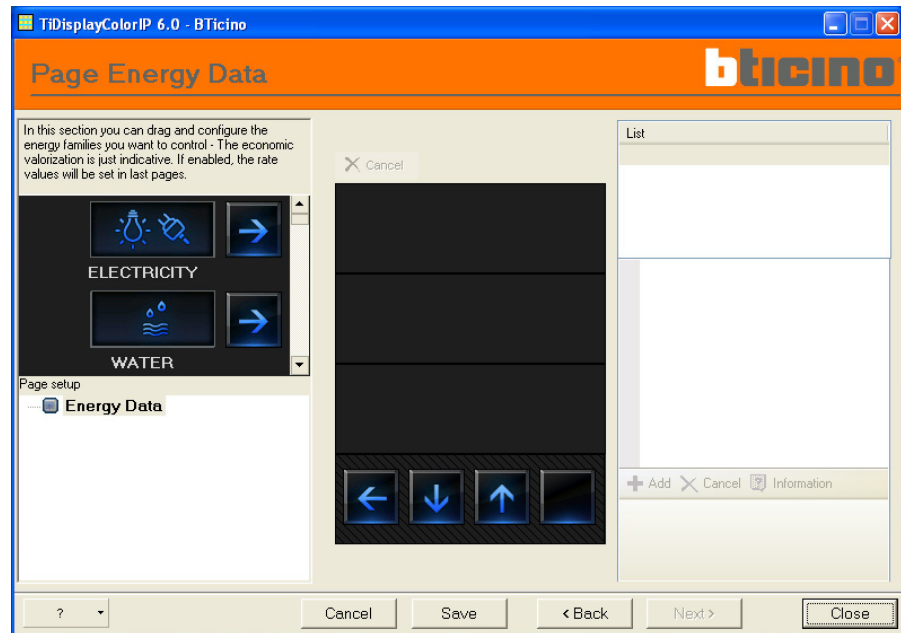 TiDisplayColorIP 6.0 - BTicino
Page Energy Data
bticino
In this section you can drag and configure the
energy families you want to control - The economic
valorization is just indicative. If enabled, the rate
values will be set in last pages.
ELECTRICITY
WATER
Page setup
Energy Data
Cancel
List
Add Cancel Information
? Cancel Save < Back Next > Close